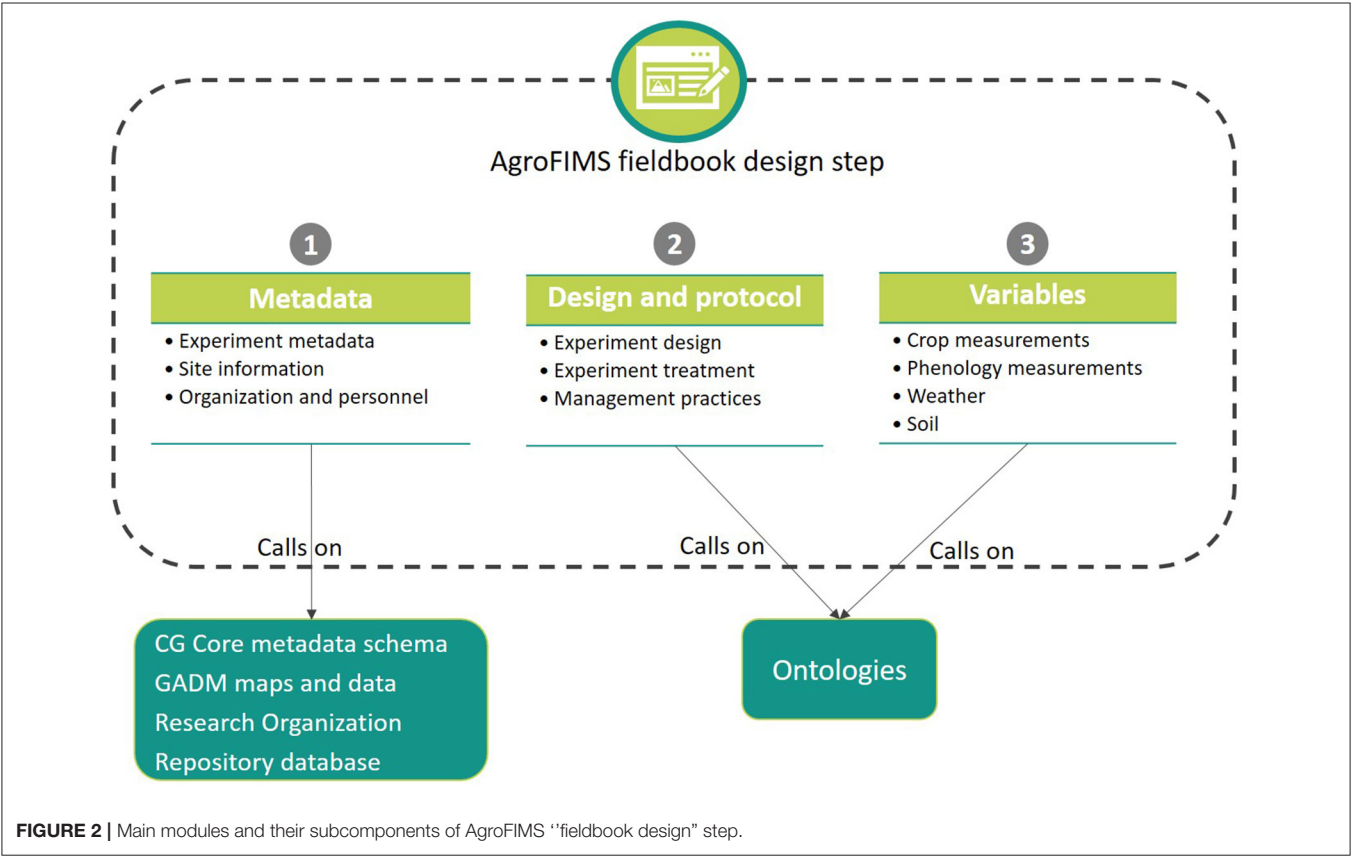 AgroFIMS fieldbook design step
1
Metadata
• Experiment metadata
• Site information
• Organization and personnel
2
Design and protocol
• Experiment design
• Experiment treatment
• Management practices
3
Variables
• Crop measurements
• Phenology measurements
• Weather
• Soil
Calls on
Calls on
Calls on
CG Core metadata schema
GADM maps and data
Research Organization
Repository database
Ontologies
FIGURE 2 | Main modules and their subcomponents of AgroFIMS ‘’fieldbook design” step.